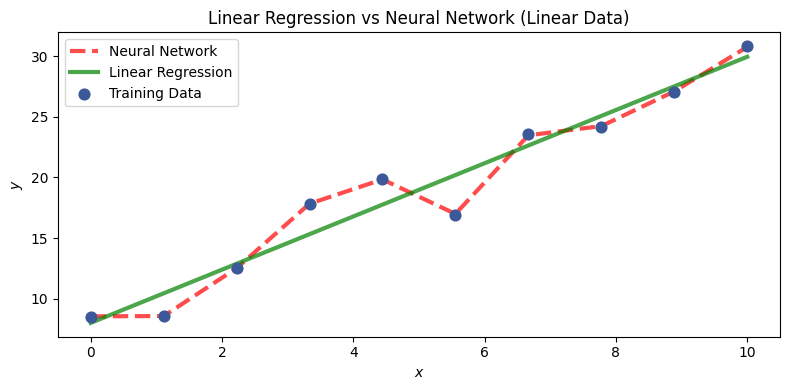 Linear Regression vs Neural Network (Linear Data)
Neural Network
Linear Regression
Training Data
30
25
20
15
10
y
0 2 4 6 8 10
x